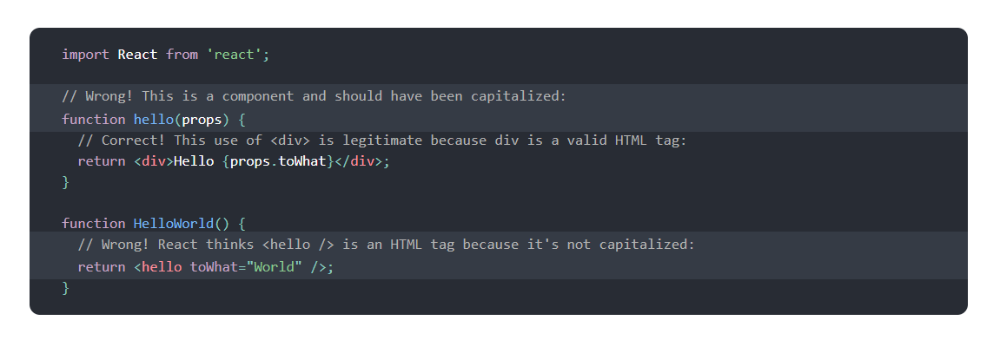 import React from 'react';
// Wrong! This is a component and should have been capitalized:
function hello(props) {
// Correct! This use of <div> is legitimate because div is a valid HTML tag:
return <div>Hello {props.toWhat}</div>;
}
function HelloWorld() {
// Wrong! React thinks <hello /> is an HTML tag because it's not capitalized:
return <hello toWhat="World" />;
}